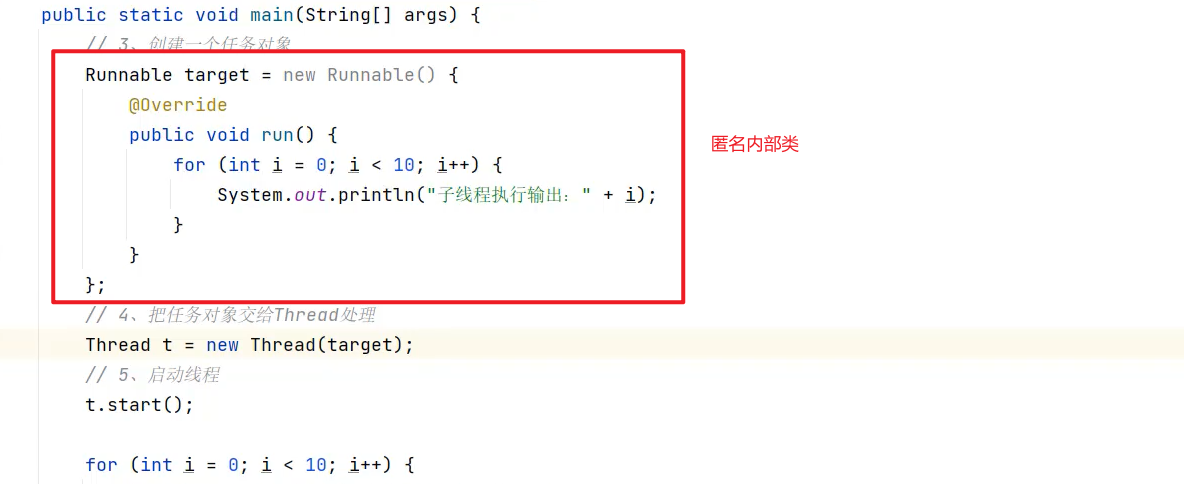 public static void main(String[] args) {
// 3、创建一个任务对象
Runnable target = new Runnable() {
@Override
public void run() {
for (int i = 0; i < 10; i++) {
System.out.println("子线程执行输出：" + i);
}
}
};
匿名内部类
// 4、把任务对象交给Thread处理
Thread t = new Thread(target);
// 5、启动线程
t.start();
for (int i = 0; i < 10; i++) {